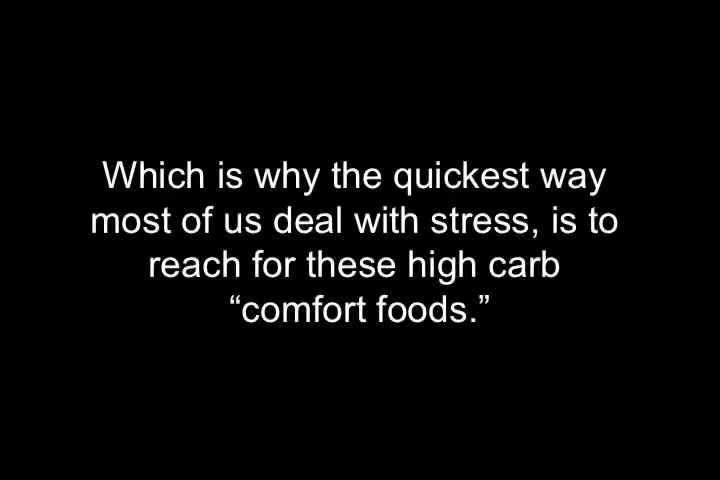 Which is why the quickest way
most of us deal with stress, is to
reach for these high carb
“comfort foods.”